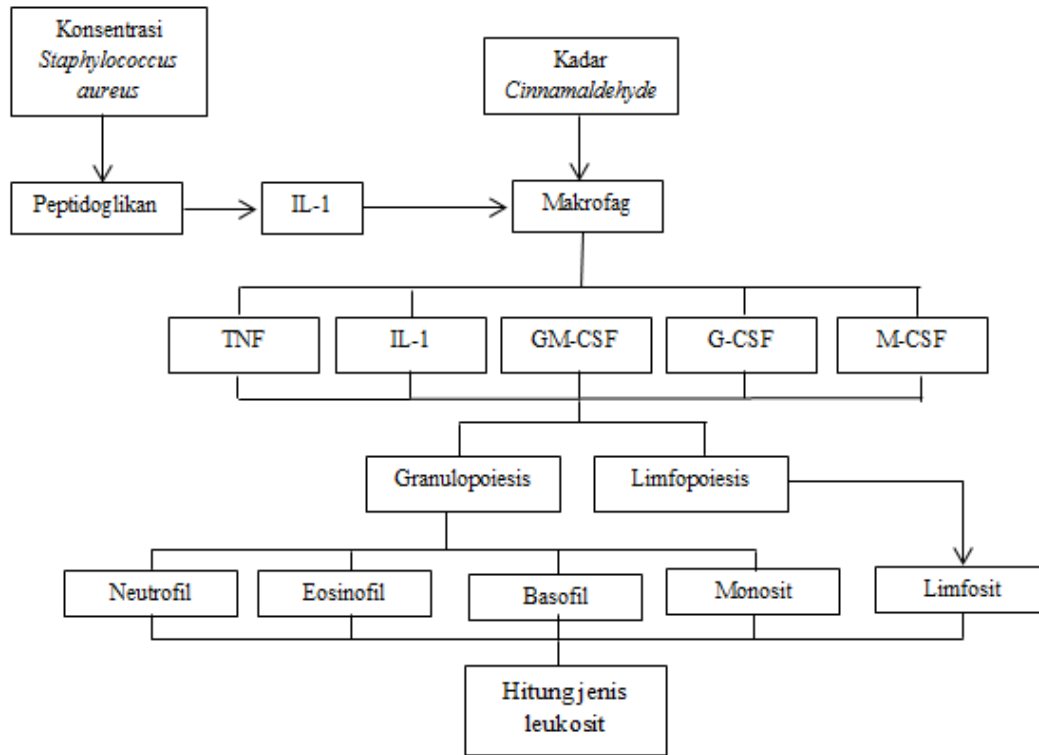 Konsentrasi
Staphylococcus
aureus
Kadar
Cinnamaldehyde
Peptidoglikan
IL-1
Makrofag
TNF
IL-1
GM-CSF
G-CSF
M-CSF
Granulopoiesis
Limfopoiesis
Neutrofil
Eosinofil
Basofil
Monosit
Limfosit
Hitung jenis
leukosit